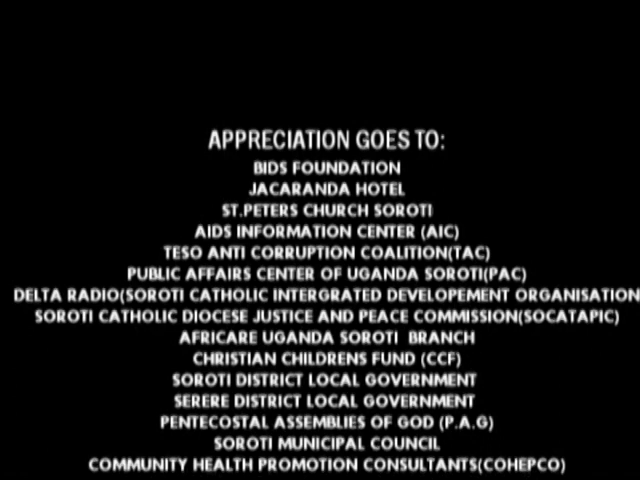 APPRECIATION GOES TO:
BIDS FOUNDATION
JACARANDA HOTEL
ST.PETERS CHURCH SOROTI
AIDS INFORMATION CENTER (AIC)
TESO ANTI CORRUPTION COALITION(TAC)
PUBLIC AFFAIRS CENTER OF UGANDA SOROTI(PAC)
DELTA RADIO(SOROTI CATHOLIC INTERGRATED DEVELOPEMENT ORGANISATION
SOROTI CATHOLIC DIOCESE JUSTICE AND PEACE COMMISSION(SOCATAPIC)
AFRICARE UGANDA SOROTI BRANCH
CHRISTIAN CHILDRENS FUND (CCF)
SOROTI DISTRICT LOCAL GOVERNMENT
SERERE DISTRICT LOCAL GOVERNMENT
PENTECOSTAL ASSEMBLIES OF GOD (P.A.G)
SOROTI MUNICIPAL COUNCIL
COMMUNITY HEALTH PROMOTION CONSULTANTS(COHEPCO)